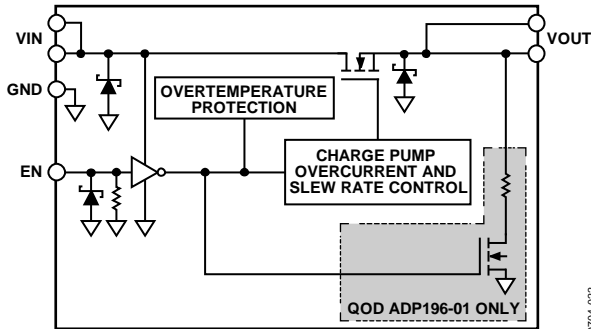 VIN
VOUT
GND
OVERTEMPERATURE
PROTECTION
EN
CHARGE PUMP
OVERCURRENT AND
SLEW RATE CONTROL
QOD ADP196-01 ONLY